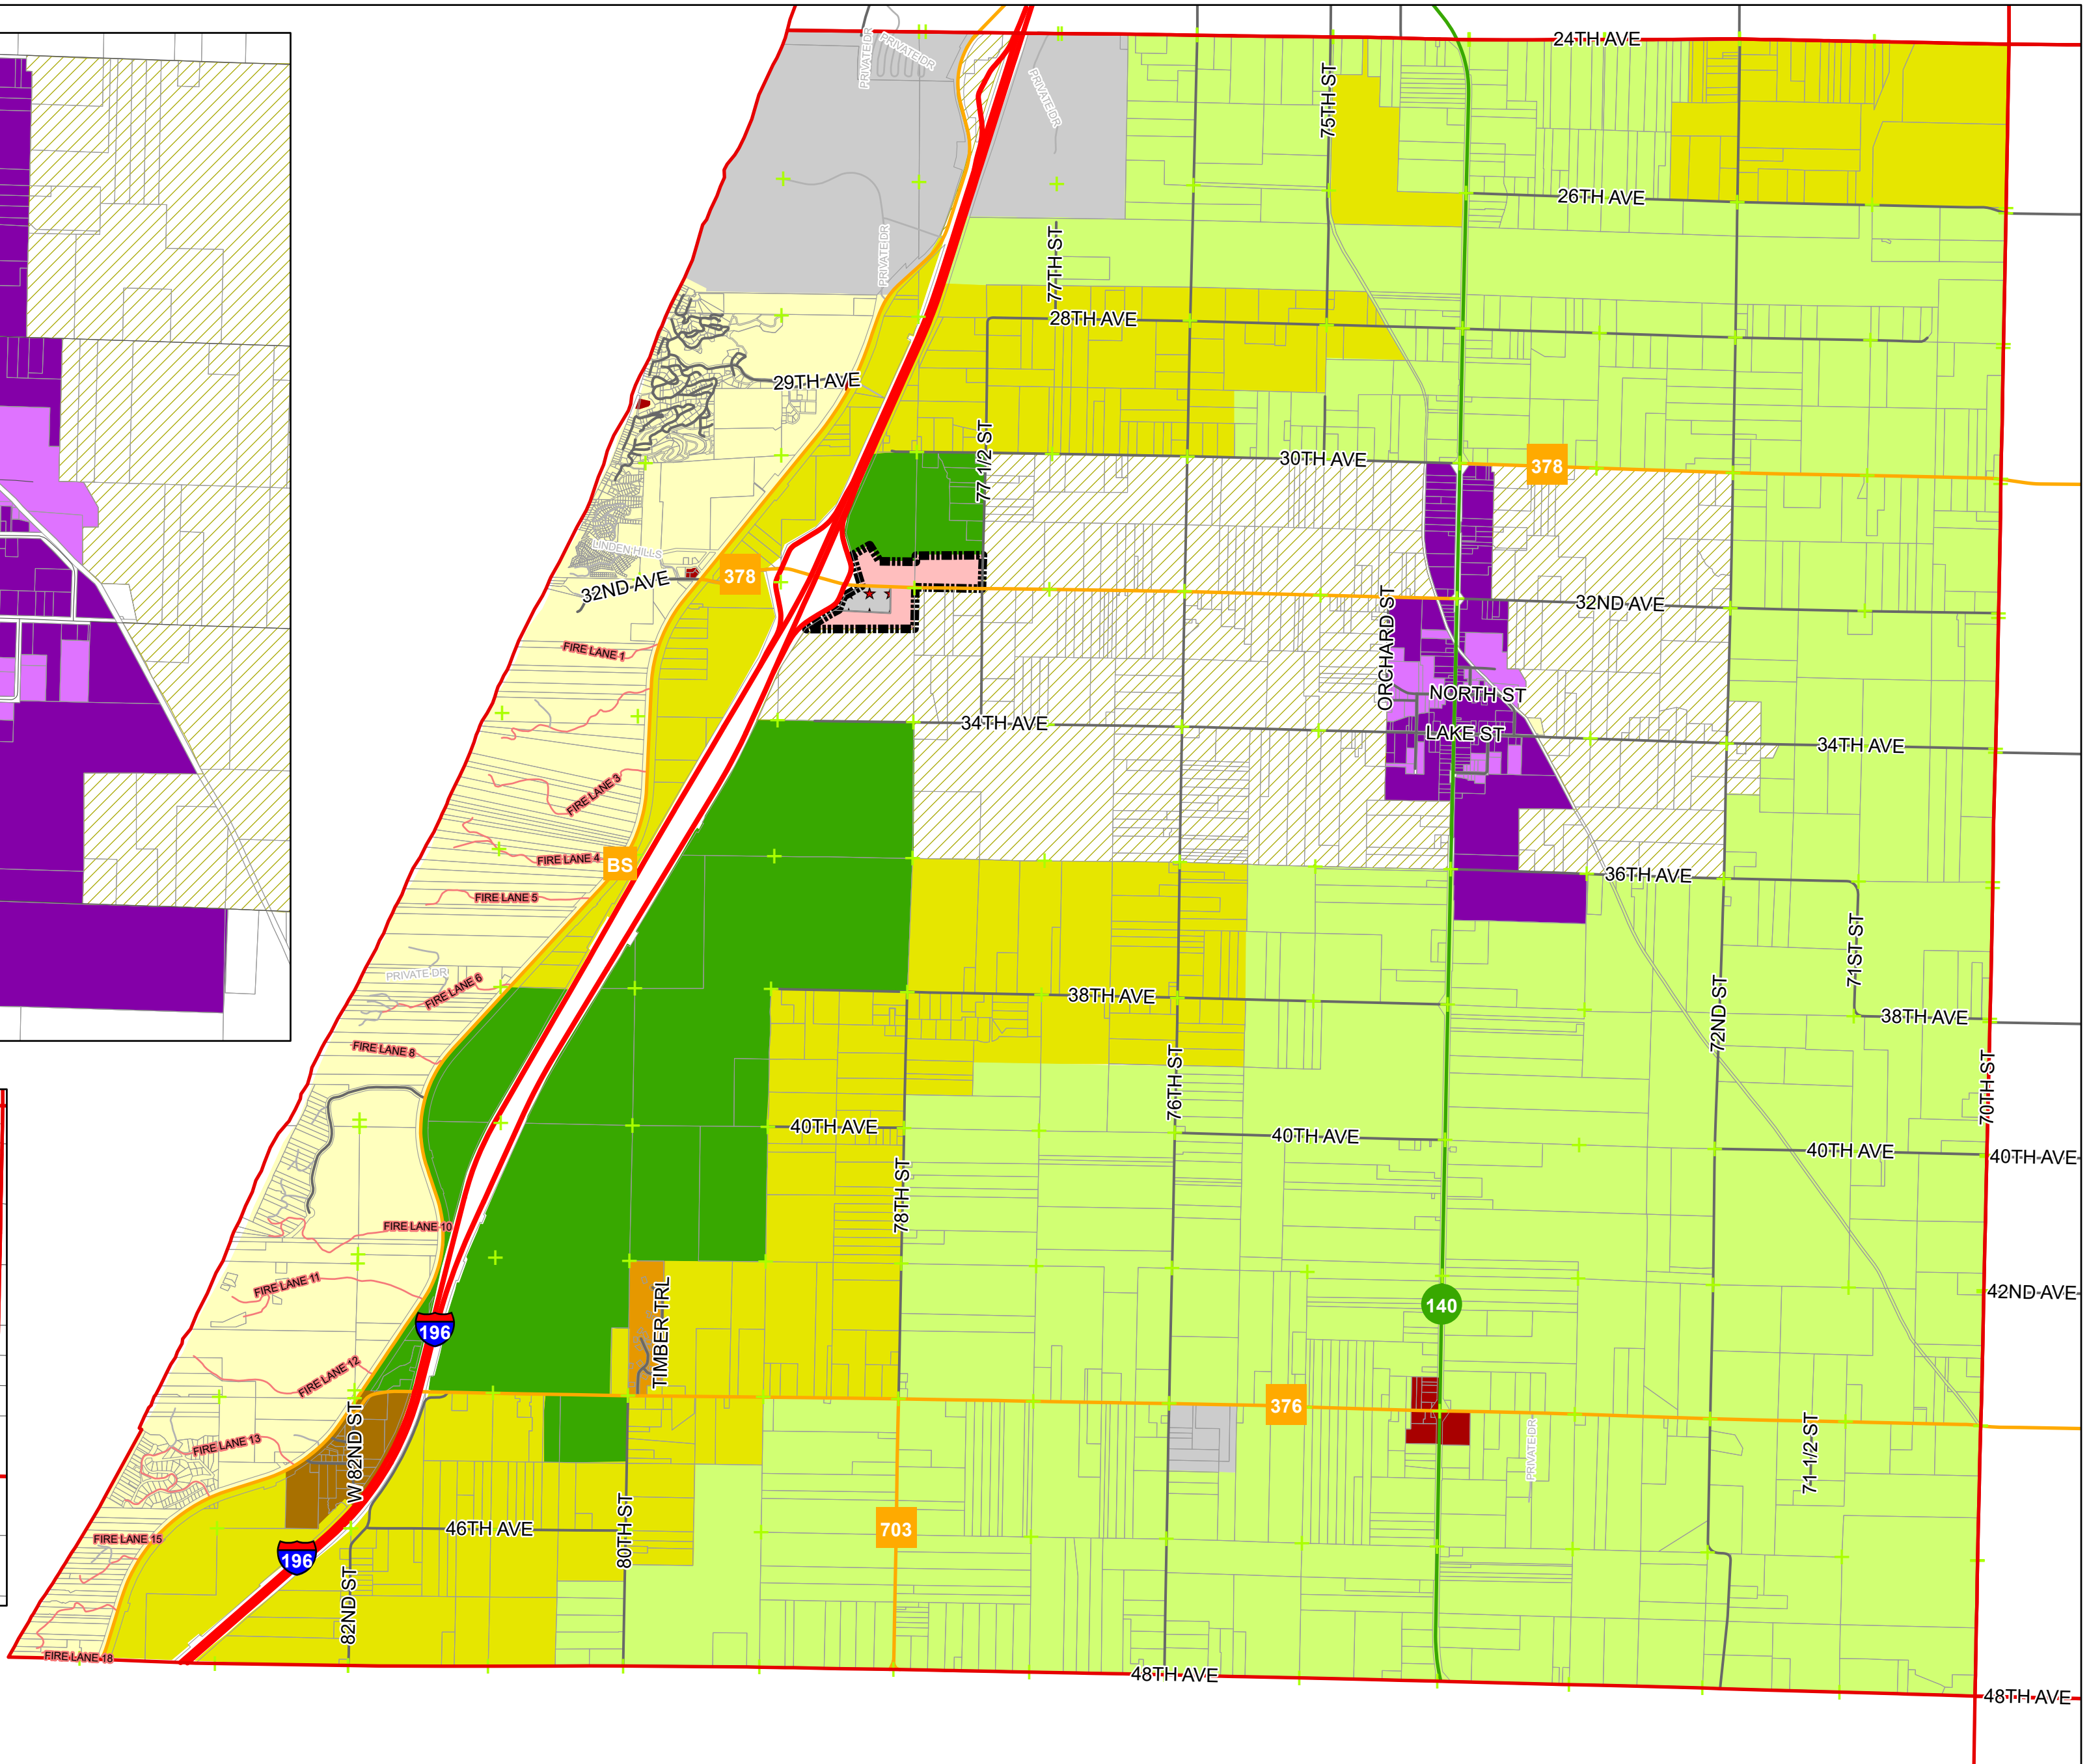 24TH AVE
PRIVATE DR
PRIVATE DR
PRIVATE DR
75TH ST
26TH AVE
PRIVATE DR
77TH ST
28TH AVE
29TH AVE
77 1/2 ST
30TH AVE
378
LINDEN HILLS
32ND AVE
378
ORCHARD ST
32ND AVE
FIRE LANE 1
NORTH ST
34TH AVE
LAKE ST
34TH AVE
FIRE LANE 3
FIRE LANE 4
BS
36TH AVE
FIRE LANE 5
71ST ST
PRIVATE DR
FIRE LANE 6
38TH AVE
72ND ST
38TH AVE
FIRE LANE 8
76TH ST
70TH ST
40TH AVE
40TH AVE
40TH AVE
40TH AVE
78TH ST
FIRE LANE 10
FIRE LANE 11
42ND AVE
140
196
TIMBER TRL
FIRE LANE 12
376
W 82ND ST
FIRE LANE 13
PRIVATE DR
71-1/2 ST
FIRE LANE 15
46TH AVE
80TH ST
703
196
82ND ST
FIRE LANE 18
48TH AVE
48TH AVE